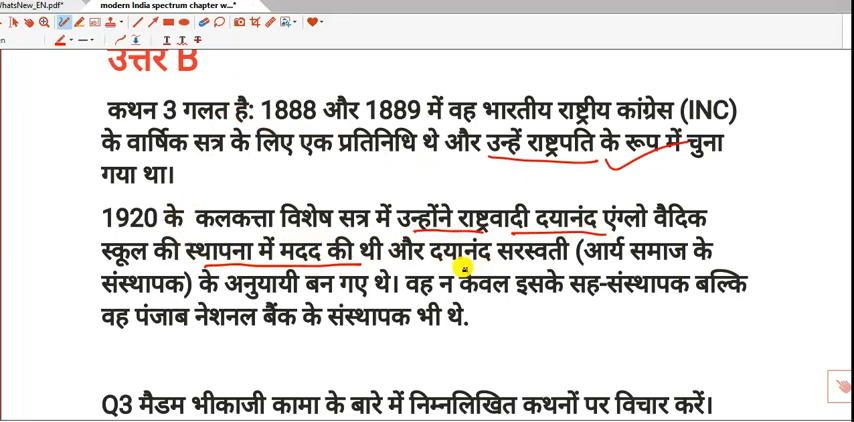 WhatsNew_EN.pdf*
modern India spectrum chapter w...*
उत्तर B
कथन 3 गलत है: 1888 और 1889 में वह भारतीय राष्ट्रीय कांग्रेस (INC)
के वार्षिक सत्र के लिए एक प्रतिनिधि थे और उन्हें राष्ट्रपति के रूप में चुना
गया था।
1920 के कलकत्ता विशेष सत्र में उन्होंने राष्ट्रवादी दयानंद एंग्लो वैदिक
स्कूल की स्थापना में मदद की थी और दयानंद सरस्वती (आर्य समाज के
संस्थापक) के अनुयायी बन गए थे। वह न केवल इसके सह-संस्थापक बल्कि
वह पंजाब नेशनल बैंक के संस्थापक भी थे.
Q3 मैडम भीकाजी कामा के बारे में निम्नलिखित कथनों पर विचार करें।